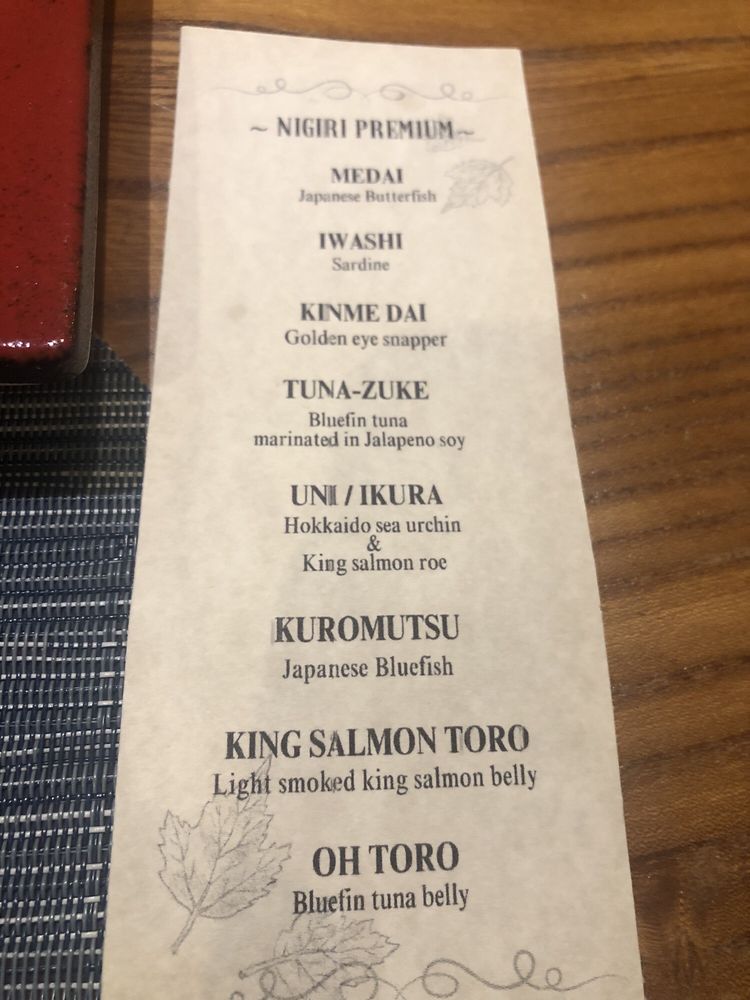 ~ NIGIRI PREMIUM ~
MEDAI
Japanese Butterfish
IWASHI
Sardine
KINME DAI
Golden eye snapper
TUNA-ZUKE
Bluefin tuna
marinated in Jalapeno soy
UNI / IKURA
Hokkaido sea urchin
&
King salmon roe
KUROMUTSU
Japanese Bluefish
KING SALMON TORO
Light smoked king salmon belly
OH TORO
Bluefin tuna belly